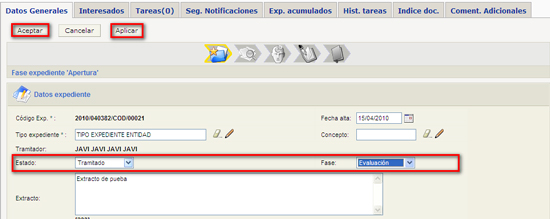 Datos Generales Interesados Tareas(0) Seg. Notificaciones Exp. acumulados Hist. tareas Indice doc. Coment. Adicionales
Aceptar Cancelar Aplicar
Fase expediente 'Apertura'
Datos expediente
Código Exp. * : 2010/040382/COD/00021 Fecha alta: 15/04/2010
Tipo expediente * : TIPO EXPEDIENTE ENTIDAD Concepto:
Tramitador: JAVI JAVI JAVI JAVI
Estado: Tramitado Fase: Evaluación
Extracto de pueba
Extracto: